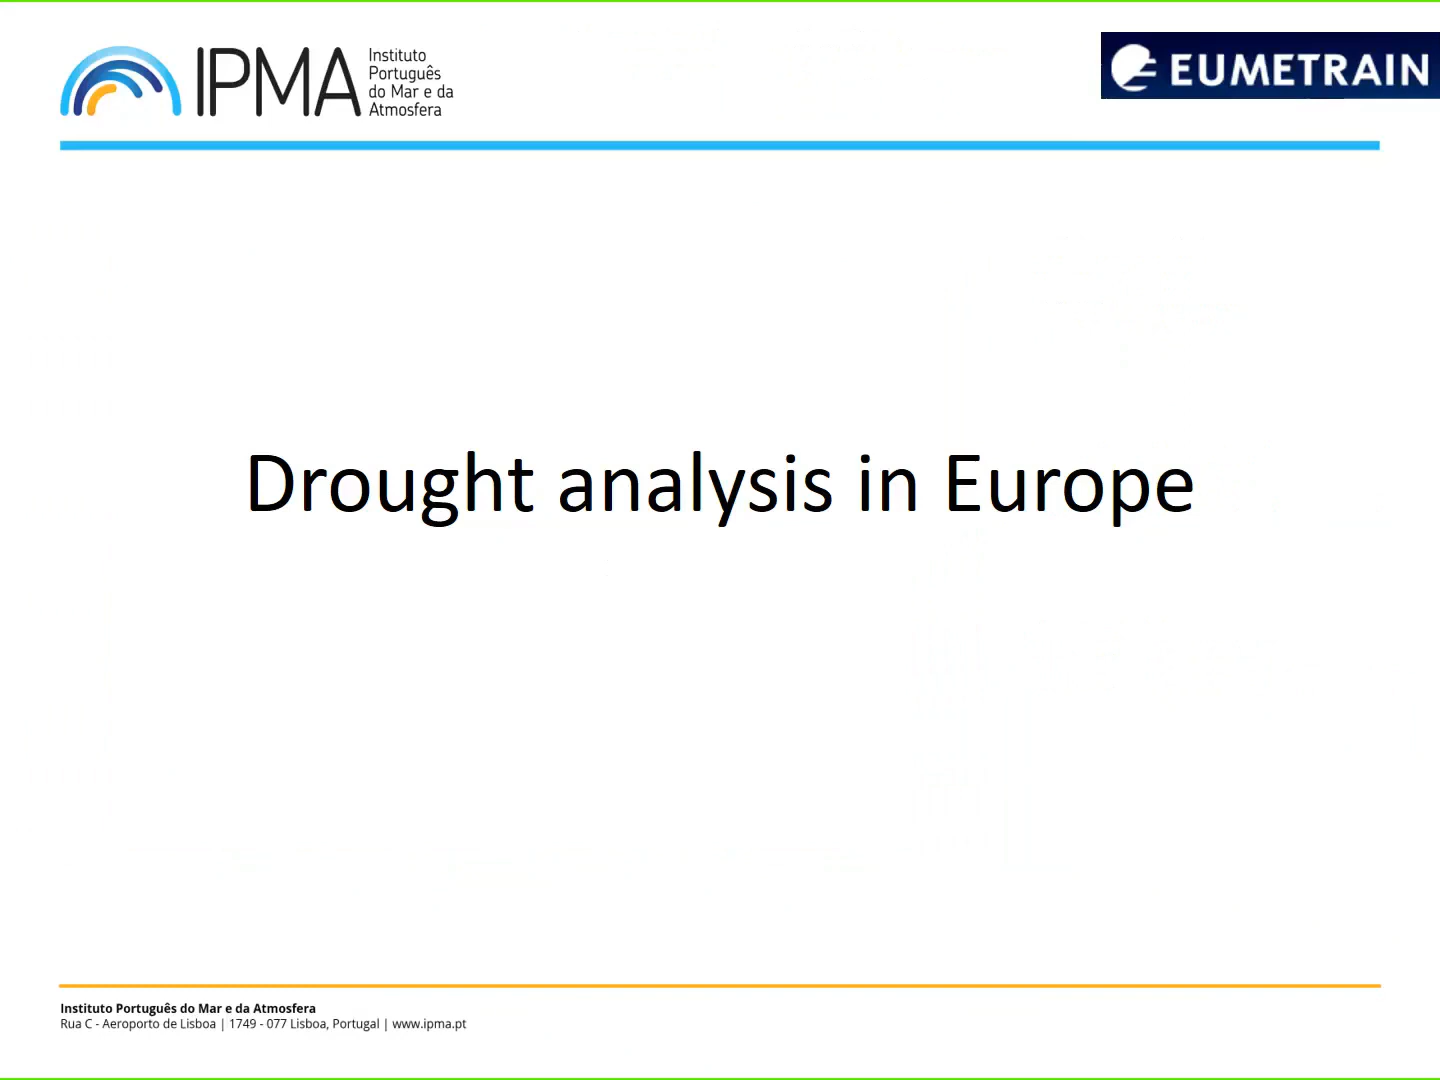 IPMA
Instituto
Português
do Mar e da
Atmosfera
EUMETRAIN
Drought analysis in Europe
Instituto Português do Mar e da Atmosfera
Rua C - Aeroporto de Lisboa | 1749 - 077 Lisboa, Portugal | www.ipma.pt